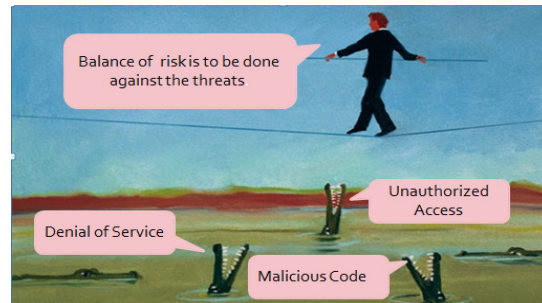 Balance of risk is to be done
against the threats
Unauthorized
Access
Denial of Service
Malicious Code